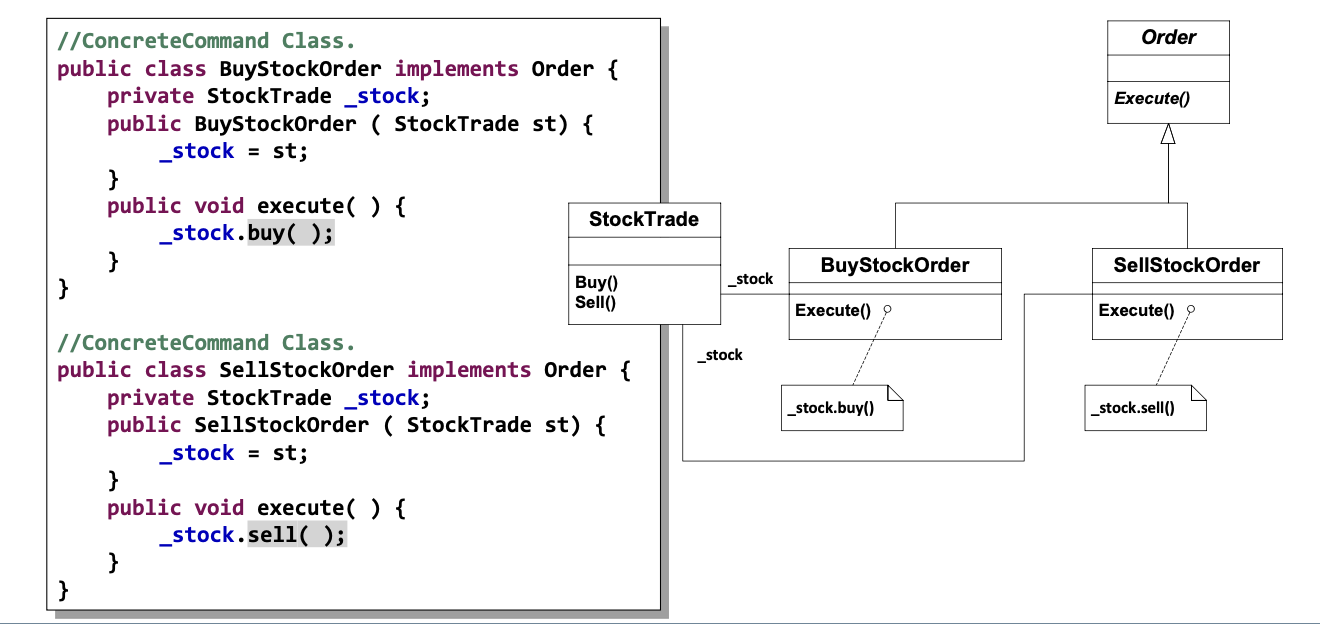 //ConcreteCommand Class.
public class BuyStockOrder implements Order {
private StockTrade _stock;
public BuyStockOrder ( StockTrade st) {
_stock = st;
}
public void execute( ) {
_stock.buy( );
}
}
//ConcreteCommand Class.
public class SellStockOrder implements Order {
private StockTrade _stock;
public SellStockOrder ( StockTrade st) {
_stock = st;
}
public void execute( ) {
_stock.sell( );
}
}
Order
Execute()
StockTrade
Buy()
Sell()
_stock
_stock
BuyStockOrder
Execute()
_stock.buy()
SellStockOrder
Execute()
_stock.sell()